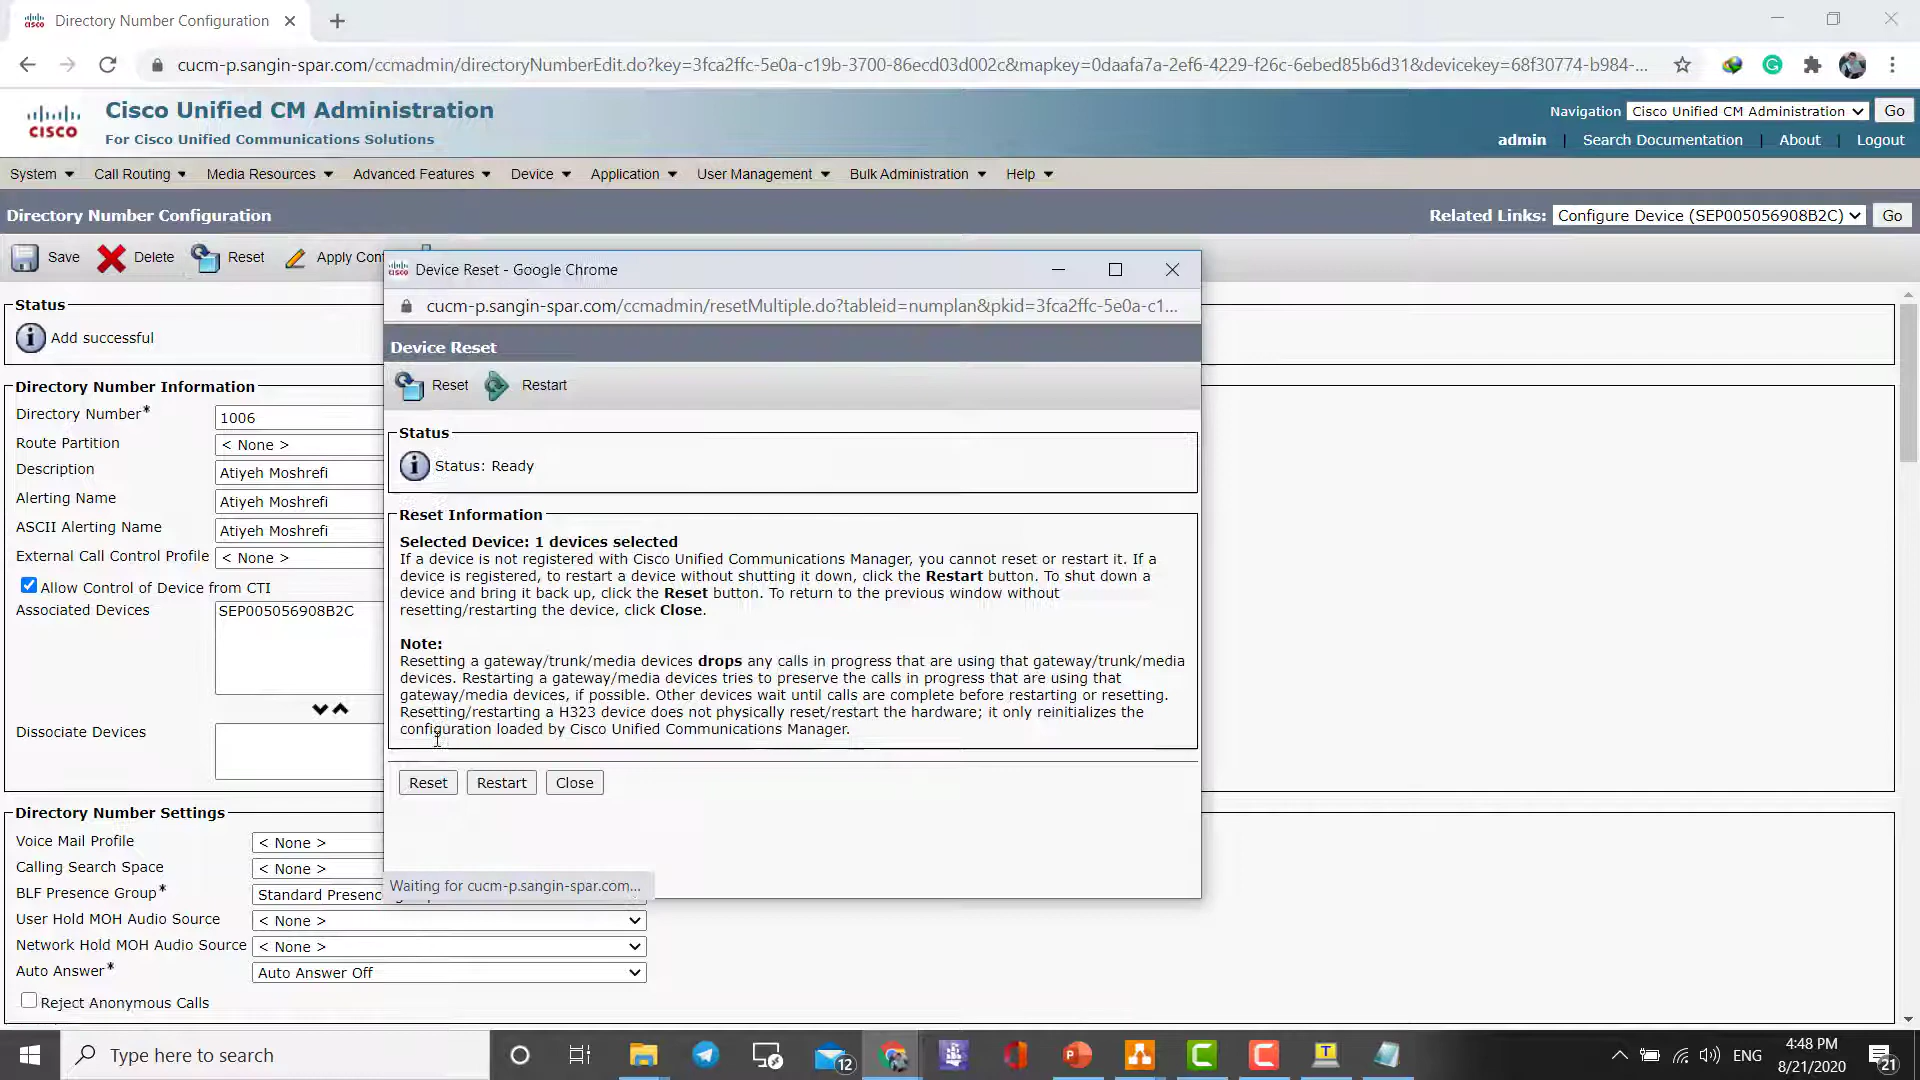 Directory Number Configuration
cucm-p.sangin-spar.com/ccmadmin/directoryNumberEdit.do?key=3fca2ffc-5e0a-c19b-3700-86ecd03d002c&mapkey=0daafa7a-2ef6-4229-f26c-6ebed85b6d31&devicekey=68f30774-b984-...
CISCO
Cisco Unified CM Administration
For Cisco Unified Communications Solutions
Navigation Cisco Unified CM Administration Go
admin | Search Documentation | About | Logout
System Call Routing Media Resources Advanced Features Device Application User Management Bulk Administration Help
Directory Number Configuration
Related Links: Configure Device (SEP005056908B2C) Go
Save Delete Reset Apply Conf
Status
Add successful
Directory Number Information
Directory Number* 1006
Route Partition < None >
Description Atiyeh Moshrefi
Alerting Name Atiyeh Moshrefi
ASCII Alerting Name Atiyeh Moshrefi
External Call Control Profile < None >
Allow Control of Device from CTI
Associated Devices SEP005056908B2C
Dissociate Devices
Directory Number Settings
Voice Mail Profile < None >
Calling Search Space < None >
BLF Presence Group* Standard Presence
User Hold MOH Audio Source < None >
Network Hold MOH Audio Source < None >
Auto Answer* Auto Answer Off
Reject Anonymous Calls
Device Reset - Google Chrome
cucm-p.sangin-spar.com/ccmadmin/resetMultiple.do?tableid=numplan&pkid=3fca2ffc-5e0a-c1...
Device Reset
Reset Restart
Status
Status: Ready
Reset Information
Selected Device: 1 devices selected
If a device is not registered with Cisco Unified Communications Manager, you cannot reset or restart it. If a
device is registered, to restart a device without shutting it down, click the Restart button. To shut down a
device and bring it back up, click the Reset button. To return to the previous window without
resetting/restarting the device, click Close.
Note:
Resetting a gateway/trunk/media devices drops any calls in progress that are using that gateway/trunk/media
devices. Restarting a gateway/media devices tries to preserve the calls in progress that are using that
gateway/media devices, if possible. Other devices wait until calls are complete before restarting or resetting.
Resetting/restarting a H323 device does not physically reset/restart the hardware; it only reinitializes the
configuration loaded by Cisco Unified Communications Manager.
Reset Restart Close
Waiting for cucm-p.sangin-spar.com...
Type here to search
12
ENG
4:48 PM
8/21/2020
21